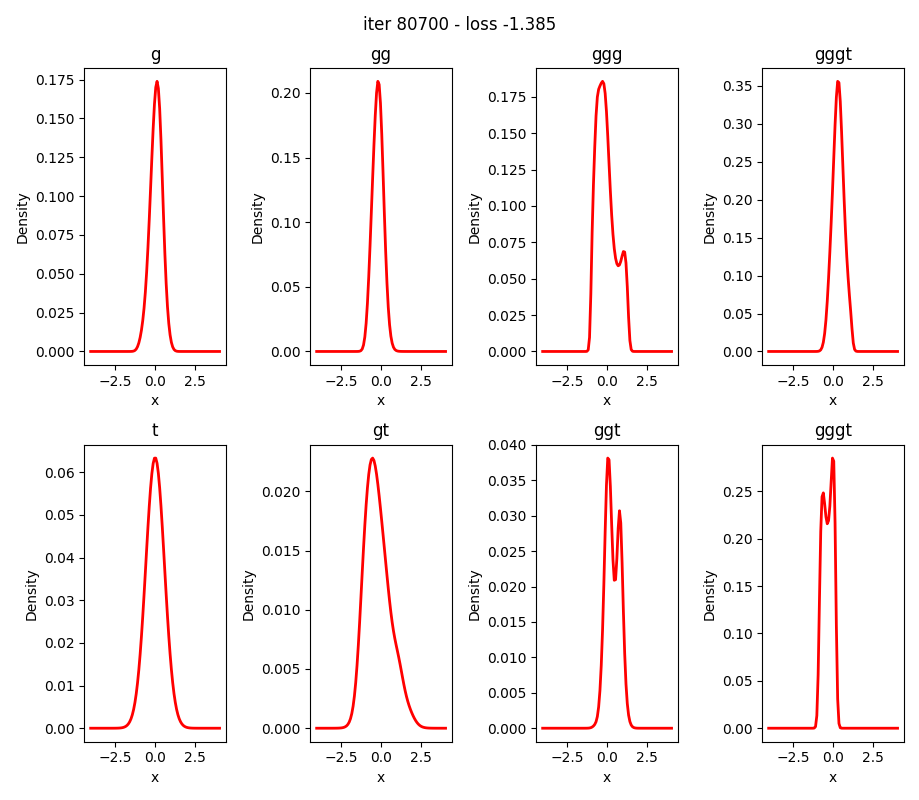 iter 80700 - loss -1.385
g
gg
ggg
gggt
0.175
0.150
0.125
0.100
0.075
0.050
0.025
0.000
Density
−2.5 0.0 2.5
x
0.20
0.15
0.10
0.05
0.00
Density
−2.5 0.0 2.5
x
0.175
0.150
0.125
0.100
0.075
0.050
0.025
0.000
Density
−2.5 0.0 2.5
x
0.35
0.30
0.25
0.20
0.15
0.10
0.05
0.00
Density
−2.5 0.0 2.5
x
t
gt
ggt
gggt
0.06
0.05
0.04
0.03
0.02
0.01
0.00
Density
−2.5 0.0 2.5
x
0.020
0.015
0.010
0.005
0.000
Density
−2.5 0.0 2.5
x
0.040
0.035
0.030
0.025
0.020
0.015
0.010
0.005
0.000
Density
−2.5 0.0 2.5
x
0.25
0.20
0.15
0.10
0.05
0.00
Density
−2.5 0.0 2.5
x